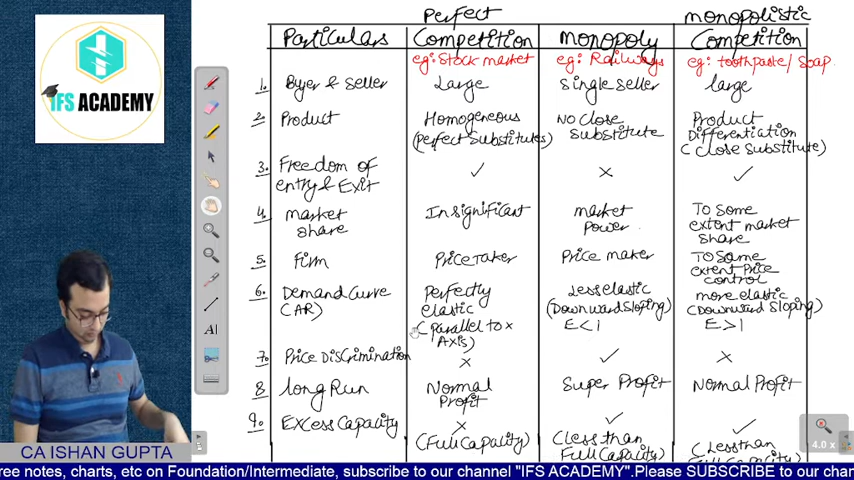 IFS ACADEMY
Particulars
Perfect
Competition
monopoly
monopolistic
Competition
eg: Stock market
eg: Railways
eg: toothpaste/ Soap
1. Byer & Seller
Large
Single Seller
large
2. Product
Homogeneous
(Perfect Substitutes)
No Close
Substitute
Product
Differentiation
(Close Substitute)
3. Freedom of
entry & Exit
✓
×
✓
4. market
share
Insignificant
market
Power
To Some
extent market
Share
5. Firm
Price Taker
Price maker
To Some
extent Price
control
6. Demand Curve
(AR)
Perfectly
elastic
(Parallel to x
Axis)
Less elastic
(Downward Sloping)
E < 1
more elastic
(Downward Sloping)
E > 1
7. Price Discrimination
×
✓
×
8 long Run
Normal
Profit
Super Profit
Normal Profit
9. Excess Capacity
×
(Full Capacity)
✓
(less than
Full Capacity)
✓
(Less than
Full Capacity)
A
4.0 x
CA ISHAN GUPTA
ree notes, charts, etc on Foundation/Intermediate, subscribe to our channel "IFS ACADEMY".Please SUBSCRIBE to our chan